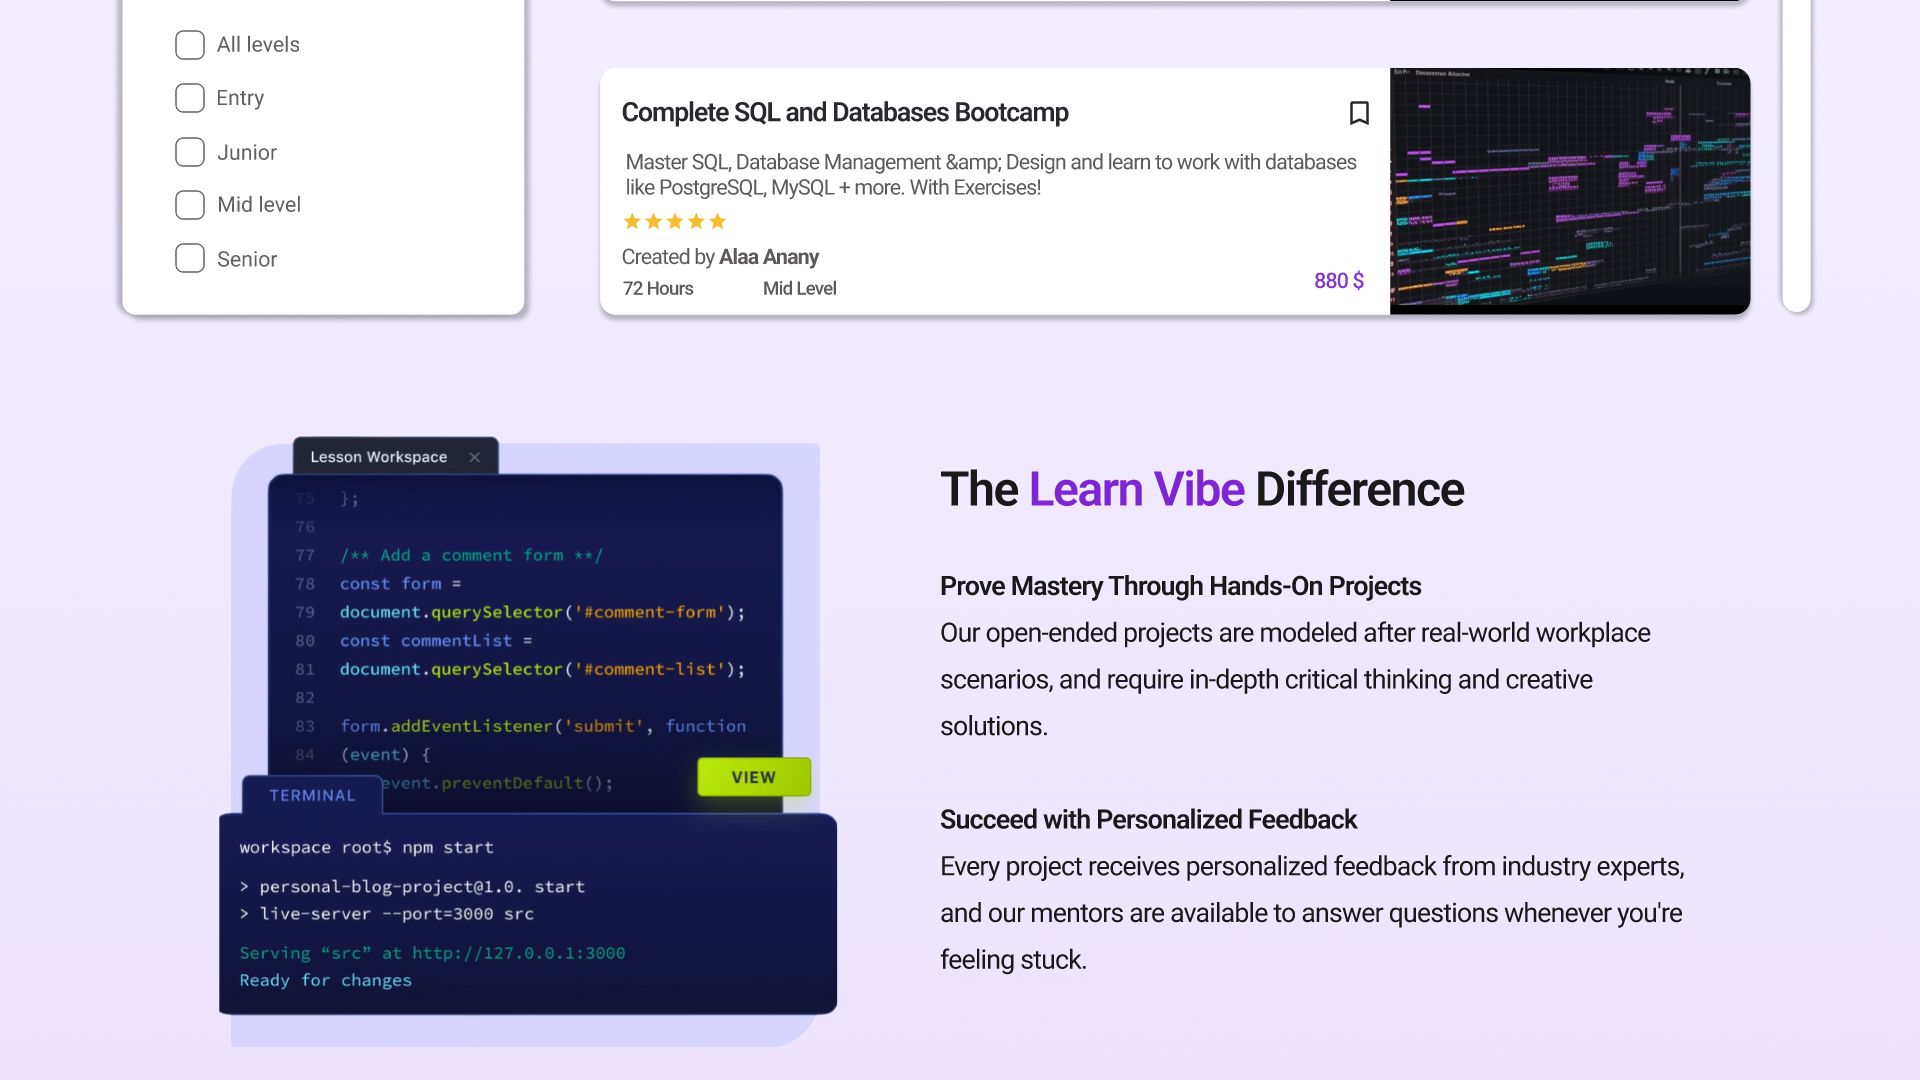 All levels
Entry
Junior
Mid level
Senior
Complete SQL and Databases Bootcamp
Master SQL, Database Management &amp; Design and learn to work with databases
like PostgreSQL, MySQL + more. With Exercises!
Created by Alaa Anany
72 Hours Mid Level
880 $
Lesson Workspace
75 };
76
77 /** Add a comment form **/
78 const form =
79 document.querySelector('#comment-form');
80 const commentList =
81 document.querySelector('#comment-list');
82
83 form.addEventListener('submit', function
84 (event) {
event.preventDefault();
VIEW
TERMINAL
workspace root$ npm start
> personal-blog-project@1.0. start
> live-server --port=3000 src
Serving “src” at http://127.0.0.1:3000
Ready for changes
The Learn Vibe Difference
Prove Mastery Through Hands-On Projects
Our open-ended projects are modeled after real-world workplace
scenarios, and require in-depth critical thinking and creative
solutions.
Succeed with Personalized Feedback
Every project receives personalized feedback from industry experts,
and our mentors are available to answer questions whenever you're
feeling stuck.